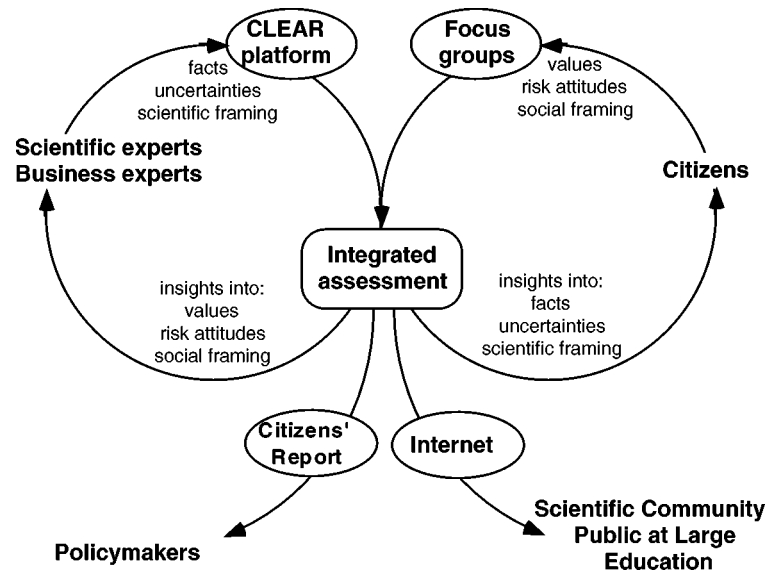 CLEAR
platform
Focus
groups
facts
uncertainties
scientific framing
values
risk attitudes
social framing
Scientific experts
Business experts
Citizens
Integrated
assessment
insights into:
values
risk attitudes
social framing
insights into:
facts
uncertainties
scientific framing
Citizens'
Report
Internet
Policymakers
Scientific Community
Public at Large
Education